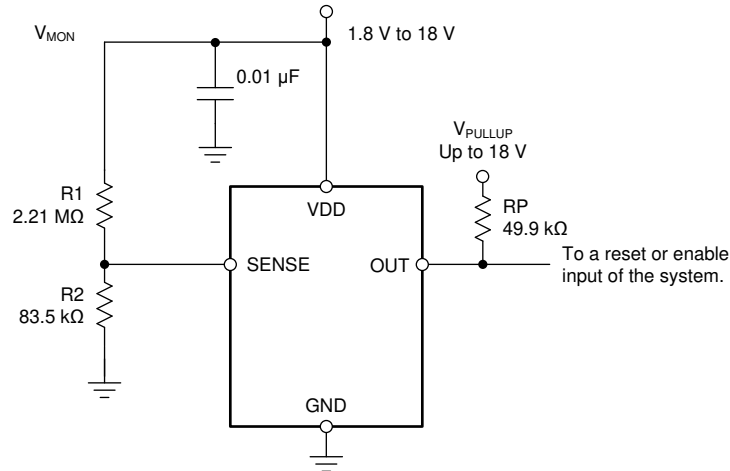 V_MON
1.8 V to 18 V
0.01 µF
V_PULLUP
Up to 18 V
R1
2.21 MΩ
VDD
RP
49.9 kΩ
SENSE
OUT
To a reset or enable
input of the system.
R2
83.5 kΩ
GND